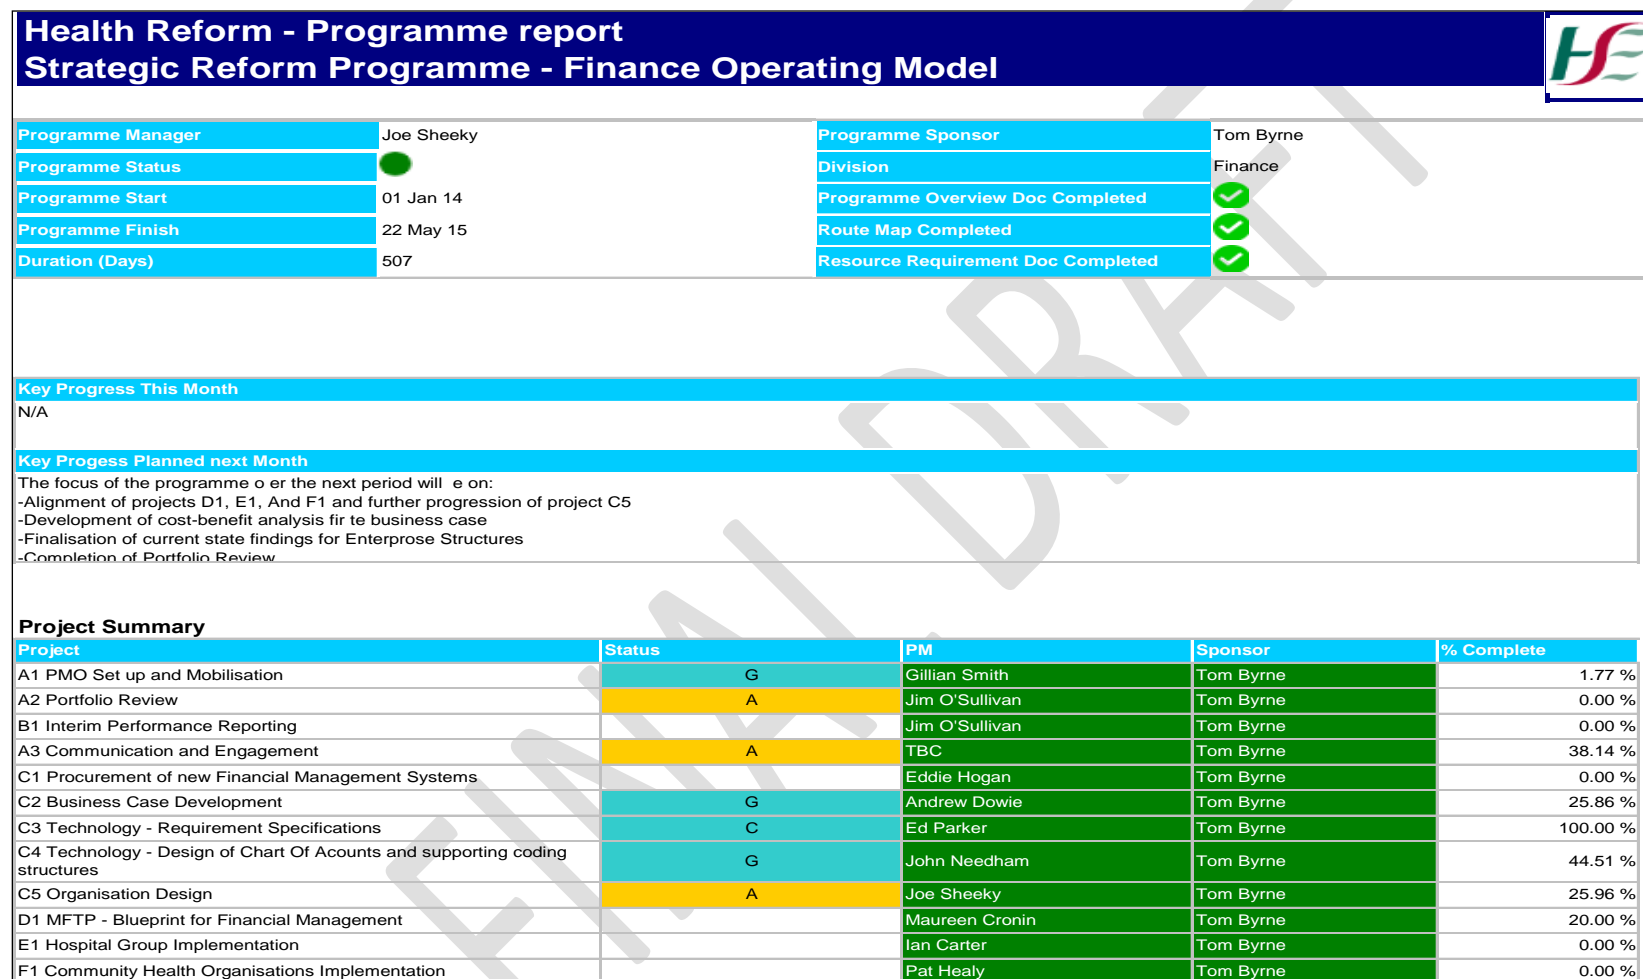 Health Reform - Programme report
Strategic Reform Programme - Finance Operating Model
HSE
Programme Manager Joe Sheeky Programme Sponsor Tom Byrne
Programme Status Division Finance
Programme Start 01 Jan 14 Programme Overview Doc Completed
Programme Finish 22 May 15 Route Map Completed
Duration (Days) 507 Resource Requirement Doc Completed
Key Progress This Month
N/A
Key Progess Planned next Month
The focus of the programme o er the next period will e on:
-Alignment of projects D1, E1, And F1 and further progression of project C5
-Development of cost-benefit analysis fir te business case
-Finalisation of current state findings for Enterprose Structures
-Completion of Portfolio Review
Project Summary
Project Status PM Sponsor % Complete
A1 PMO Set up and Mobilisation G Gillian Smith Tom Byrne 1.77 %
A2 Portfolio Review A Jim O'Sullivan Tom Byrne 0.00 %
B1 Interim Performance Reporting Jim O'Sullivan Tom Byrne 0.00 %
A3 Communication and Engagement A TBC Tom Byrne 38.14 %
C1 Procurement of new Financial Management Systems Eddie Hogan Tom Byrne 0.00 %
C2 Business Case Development G Andrew Dowie Tom Byrne 25.86 %
C3 Technology - Requirement Specifications C Ed Parker Tom Byrne 100.00 %
C4 Technology - Design of Chart Of Acounts and supporting coding
structures G John Needham Tom Byrne 44.51 %
C5 Organisation Design A Joe Sheeky Tom Byrne 25.96 %
D1 MFTP - Blueprint for Financial Management Maureen Cronin Tom Byrne 20.00 %
E1 Hospital Group Implementation Ian Carter Tom Byrne 0.00 %
F1 Community Health Organisations Implementation Pat Healy Tom Byrne 0.00 %
FINAL DRAFT